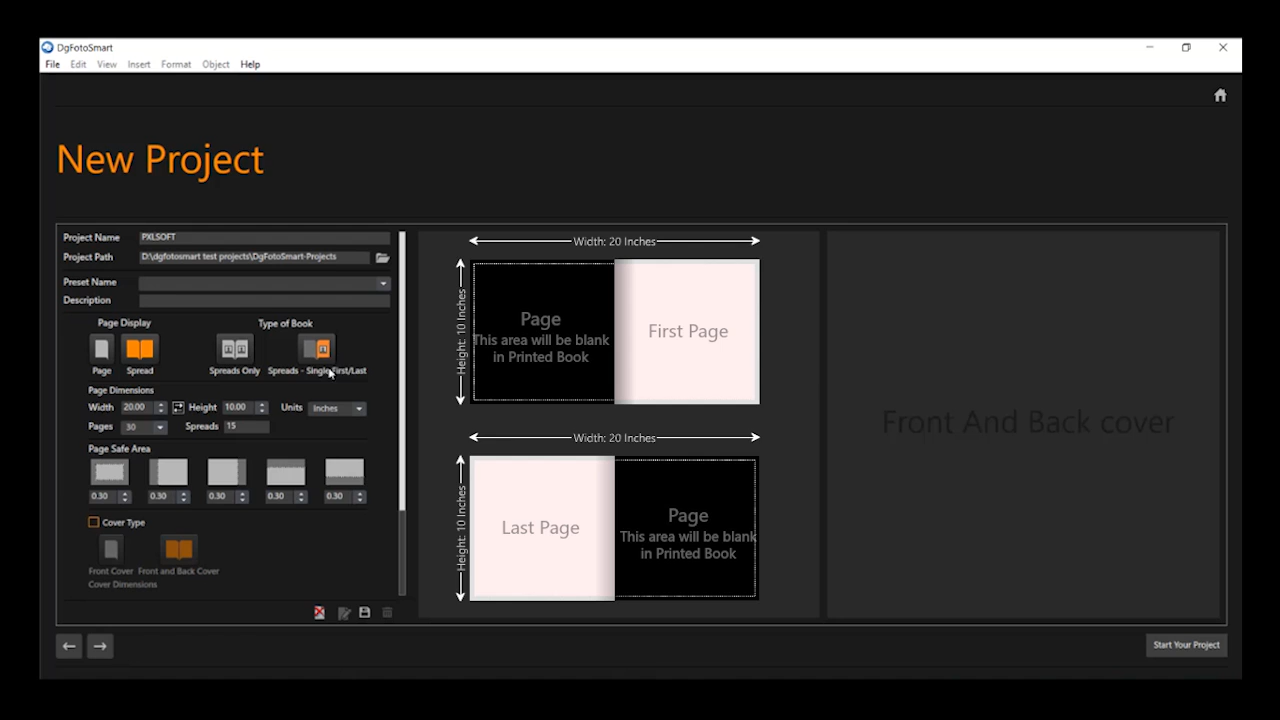 DgFotoSmart
File Edit View Insert Format Object Help
New Project
Project Name PXLSOFT
Project Path D:\dgfotosmart test projects\DgFotoSmart-Projects
Preset Name
Description
Page Display Type of Book
Page Spread Spreads Only Spreads - Single First/Last
Page Dimensions
Width 20.00 Height 10.00 Units Inches
Pages 30 Spreads 15
Page Safe Area
0.30 0.30 0.30 0.30 0.30
Cover Type
Front Cover Front and Back Cover
Cover Dimensions
Width: 20 Inches
Height: 10 Inches
Page
This area will be blank
in Printed Book
First Page
Width: 20 Inches
Height: 10 Inches
Last Page
Page
This area will be blank
in Printed Book
Front And Back cover
Start Your Project